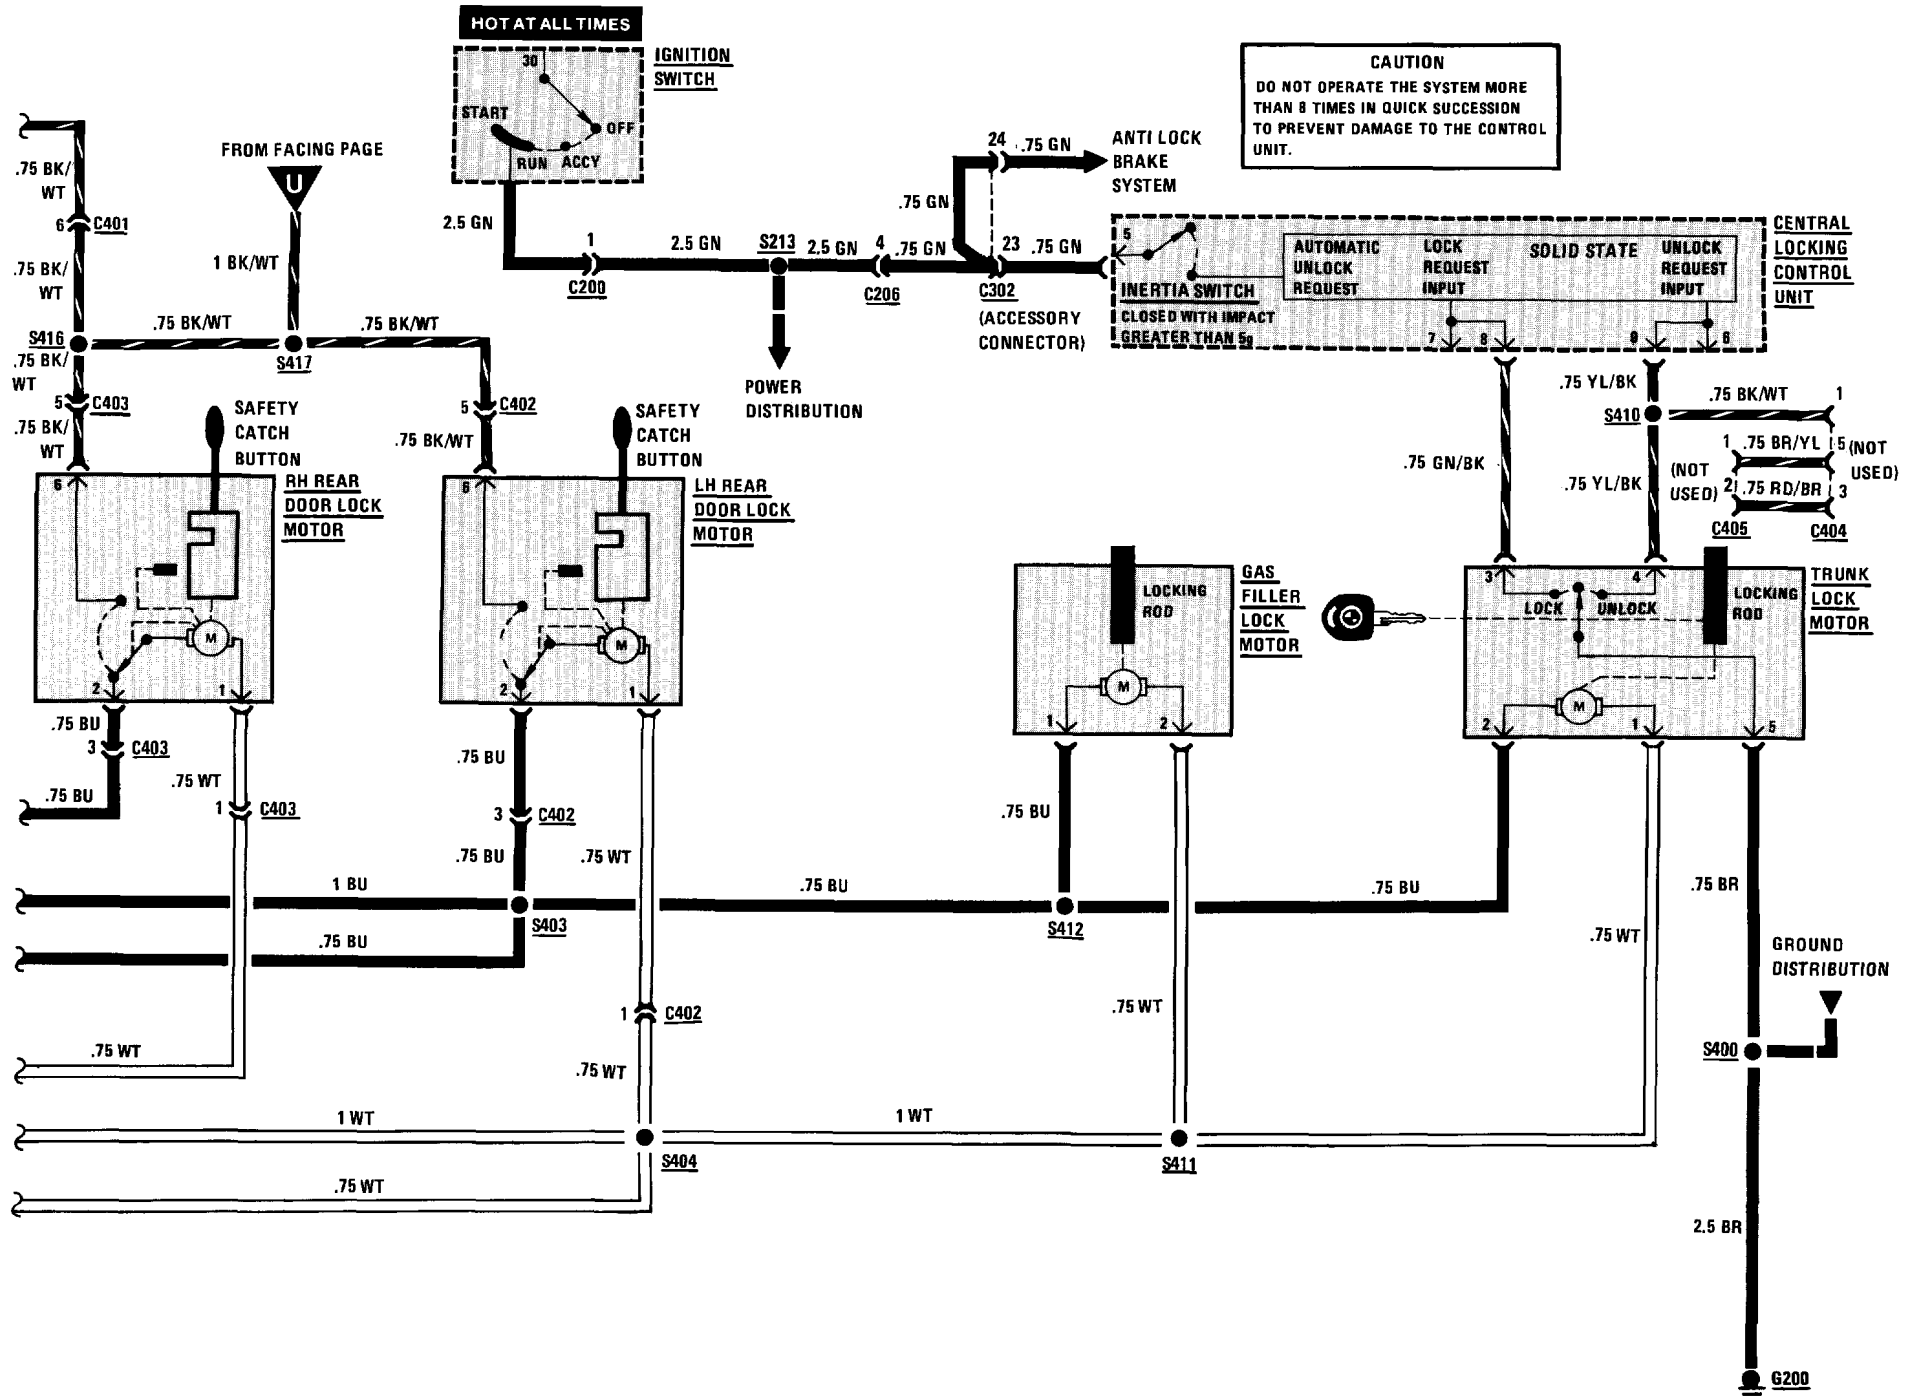 HOT AT ALL TIMES
IGNITION
SWITCH
30
START
OFF
RUN
ACCY
CAUTION
DO NOT OPERATE THE SYSTEM MORE
THAN 8 TIMES IN QUICK SUCCESSION
TO PREVENT DAMAGE TO THE CONTROL
UNIT.
FROM FACING PAGE
U
.75 BK/
WT
6
C401
1 BK/WT
2.5 GN
1
C200
2.5 GN
S213
2.5 GN
4
C206
.75 GN
.75 GN
24
.75 GN
ANTI LOCK
BRAKE
SYSTEM
23
.75 GN
C302
(ACCESSORY
CONNECTOR)
POWER
DISTRIBUTION
5
INERTIA SWITCH
CLOSED WITH IMPACT
GREATER THAN 5g
AUTOMATIC
UNLOCK
REQUEST
LOCK
REQUEST
INPUT
SOLID STATE
UNLOCK
REQUEST
INPUT
7
8
9
6
CENTRAL
LOCKING
CONTROL
UNIT
.75 BK/
WT
S416
.75 BK/WT
S417
.75 BK/WT
.75 BK/
WT
5
C403
.75 BK/
WT
5
C402
.75 BK/WT
SAFETY
CATCH
BUTTON
SAFETY
CATCH
BUTTON
6
RH REAR
DOOR LOCK
MOTOR
M
2
1
6
LH REAR
DOOR LOCK
MOTOR
M
2
1
.75 YL/BK
S410
.75 BK/WT
1
.75 GN/BK
.75 YL/BK
1
.75 BR/YL
5
(NOT
USED)
(NOT
USED)
2
.75 RD/BR
3
C405
C404
LOCKING
ROD
GAS
FILLER
LOCK
MOTOR
M
1
2
3
4
LOCK
UNLOCK
LOCKING
ROD
TRUNK
LOCK
MOTOR
M
2
1
5
.75 BU
3
C403
.75 BU
.75 WT
1
C403
.75 BU
3
C402
.75 BU
.75 WT
.75 BU
1 BU
S403
.75 BU
S412
.75 BU
.75 BU
.75 BR
.75 WT
GROUND
DISTRIBUTION
1
C402
.75 WT
.75 WT
.75 WT
S400
1 WT
S404
1 WT
S411
.75 WT
2.5 BR
G200